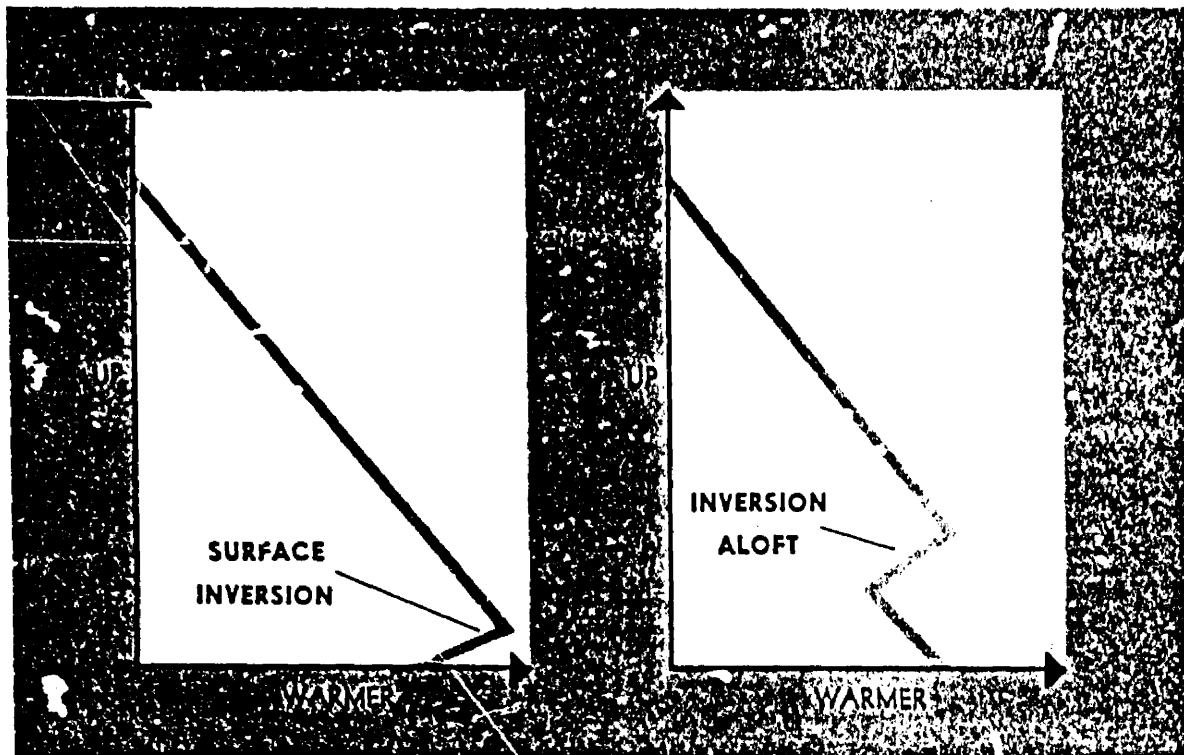 UP
SURFACE
INVERSION
WARMER
UP
INVERSION
ALOFT
WARMER